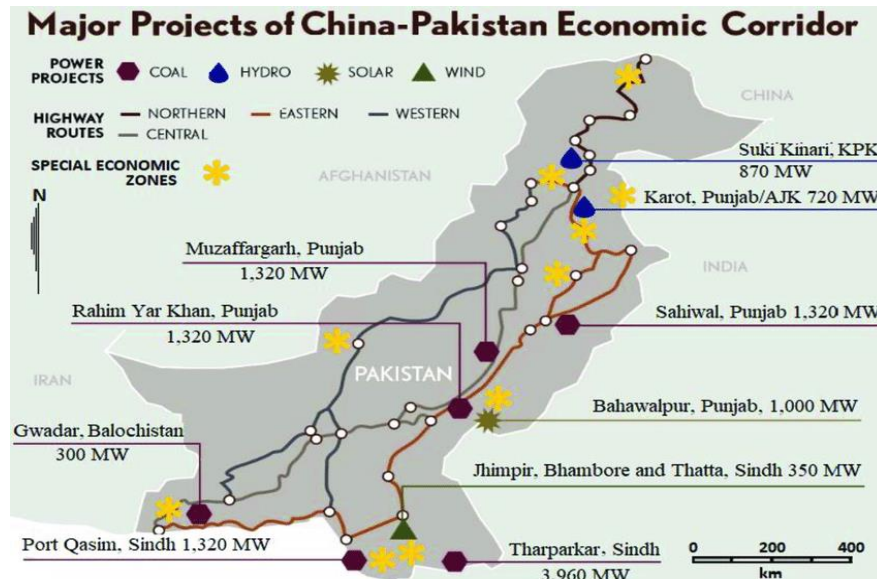 Major Projects of China-Pakistan Economic Corridor
POWER PROJECTS COAL HYDRO SOLAR WIND
HIGHWAY ROUTES NORTHERN EASTERN WESTERN
CENTRAL
SPECIAL ECONOMIC ZONES
CHINA
AFGHANISTAN
N
Suki Kinari, KPK
870 MW
Karot, Punjab/AJK 720 MW
Muzaffargarh, Punjab
1,320 MW
INDIA
Rahim Yar Khan, Punjab
1,320 MW
Sahiwal, Punjab 1,320 MW
IRAN
PAKISTAN
Bahawalpur, Punjab, 1,000 MW
Gwadar, Balochistan
300 MW
Jhimpir, Bhambore and Thatta, Sindh 350 MW
Port Qasim, Sindh 1,320 MW
Tharparkar, Sindh
3,960 MW
0 200 400
km